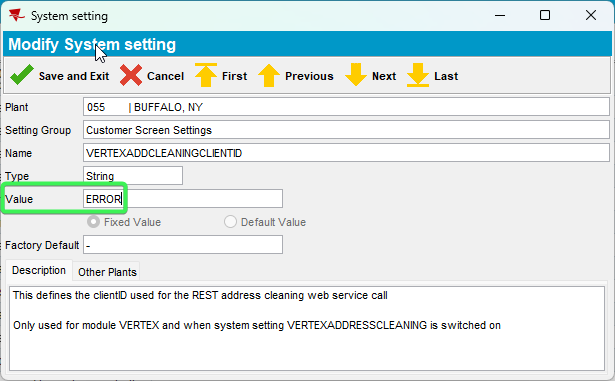 System setting
Modify System setting
Save and Exit Cancel First Previous Next Last
Plant 055 | BUFFALO, NY
Setting Group Customer Screen Settings
Name VERTEXADDCLEANINGCLIENTID
Type String
Value ERROR
Fixed Value Default Value
Factory Default -
Description Other Plants
This defines the clientID used for the REST address cleaning web service call
Only used for module VERTEX and when system setting VERTEXADDRESSCLEANING is switched on